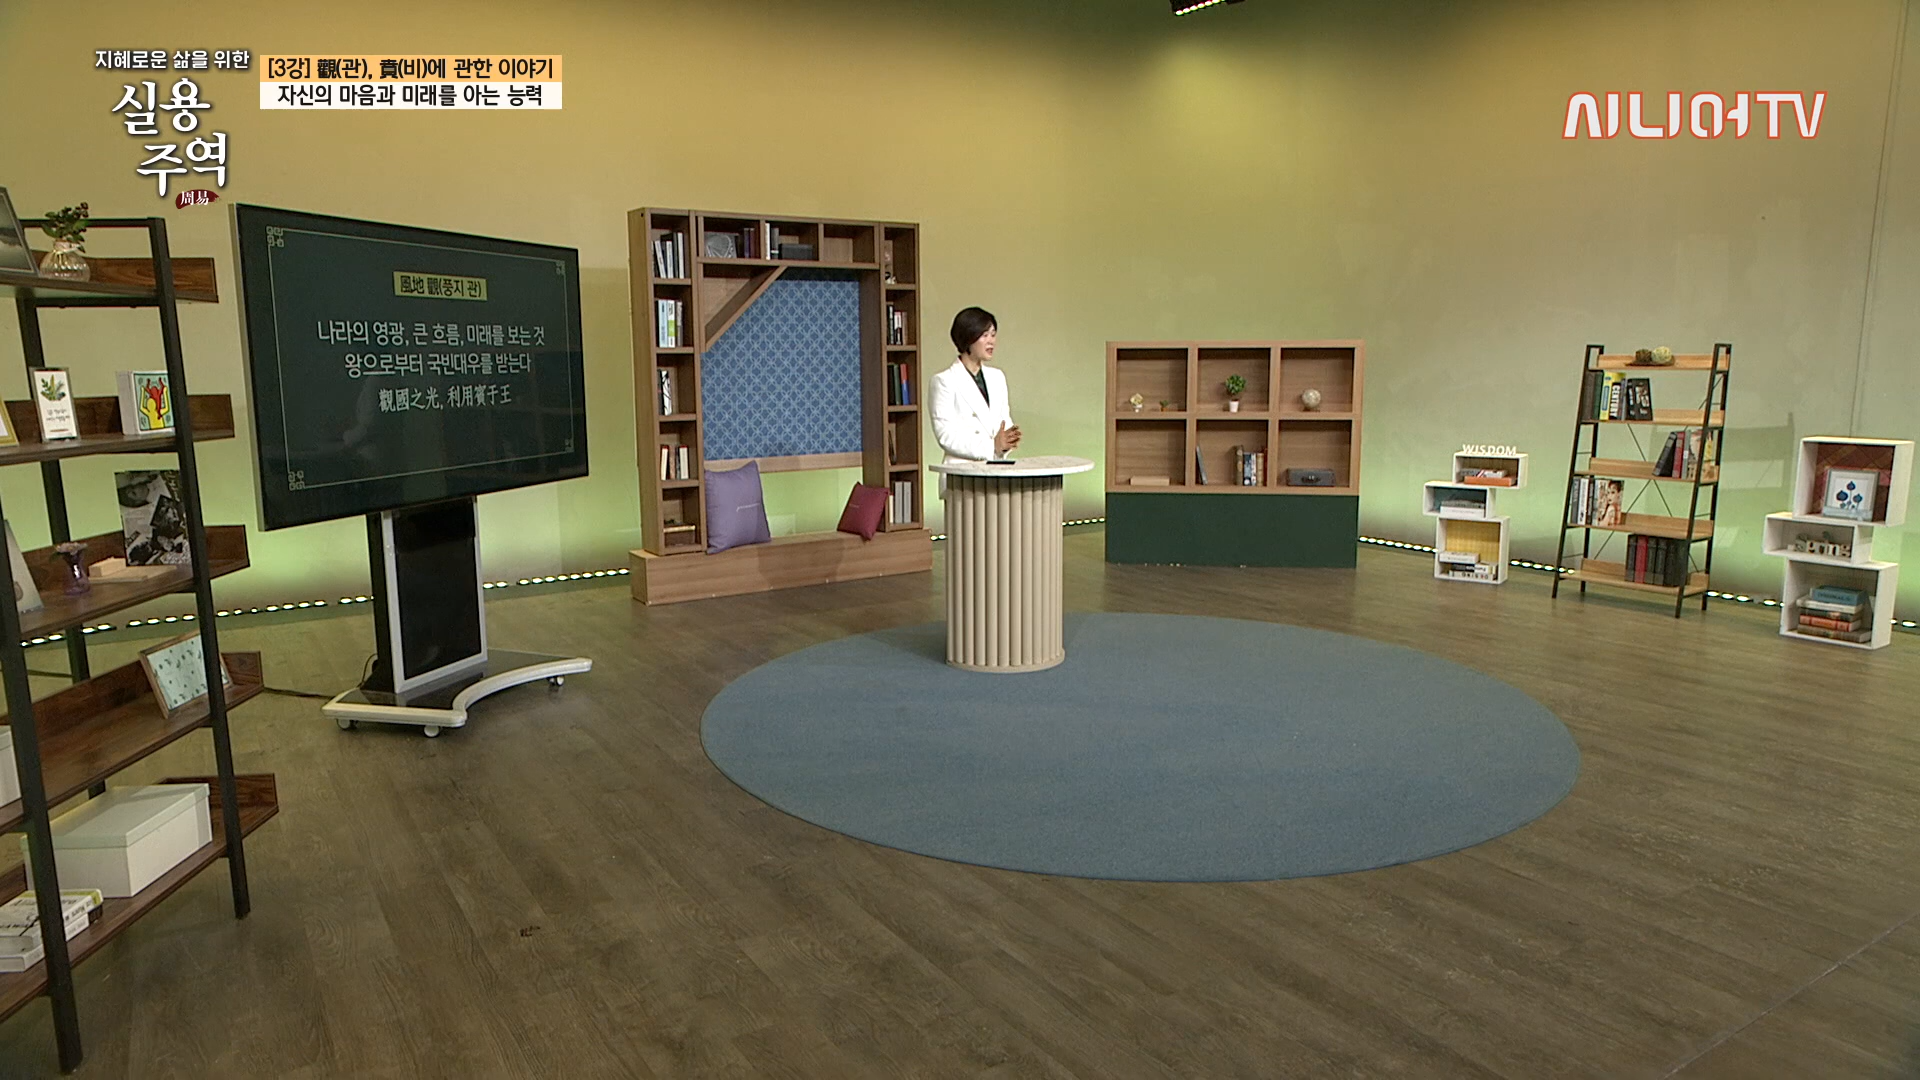 지혜로운 삶을 위한
실용
주역
周易
[3강] 觀(관), 賁(비)에 관한 이야기
자신의 마음과 미래를 아는 능력
시니어TV
風地 觀(풍지 관)
나라의 영광, 큰 흐름, 미래를 보는 것
왕으로부터 국빈대우를 받는다
觀國之光, 利用賓于王
WISDOM
Spring